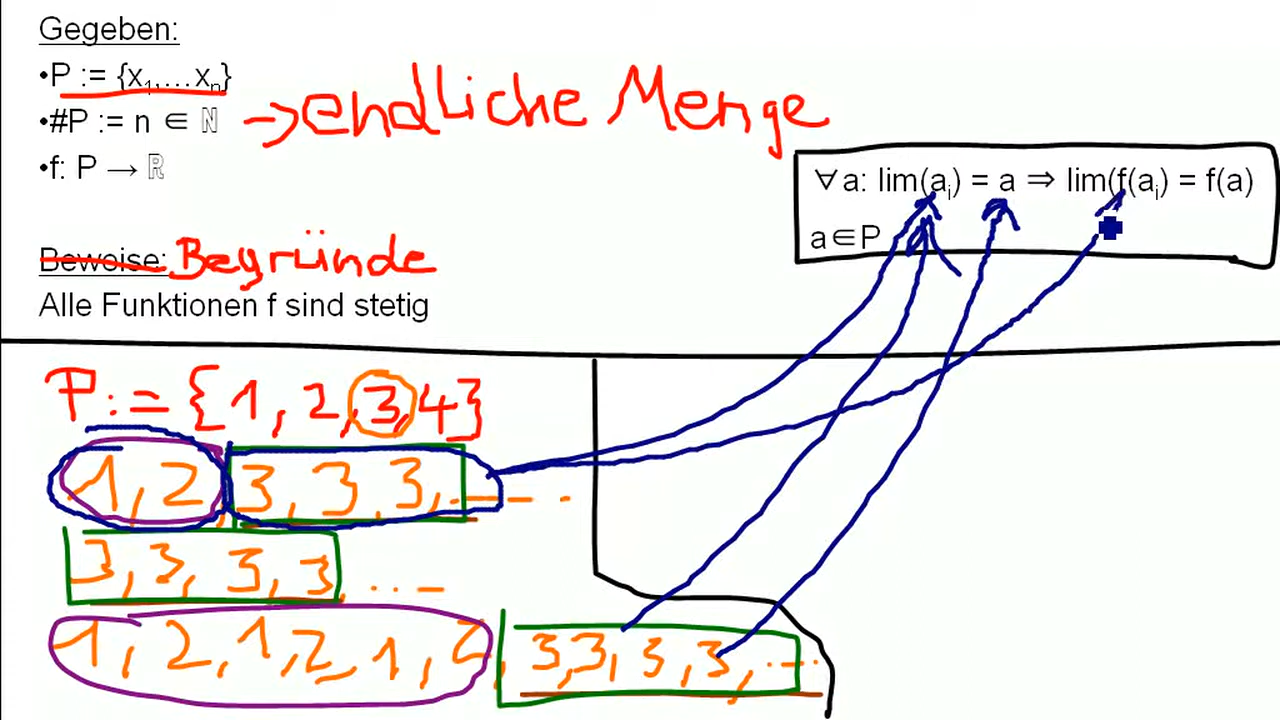 Gegeben:
•P := {x₁,...xₙ}
•#P := n ∈ ℕ → endliche Menge
•f: P → ℝ
∀a: lim(aᵢ) = a ⇒ lim(f(aᵢ) = f(a)
a∈P
Beweise: Begründe
Alle Funktionen f sind stetig
P := {1, 2, 3, 4}
1, 2, 3, 3, 3, ......
3, 3, 3, 3, ....
1, 2, 1, 2, 1, 2, 3, 3, 3, 3, ....